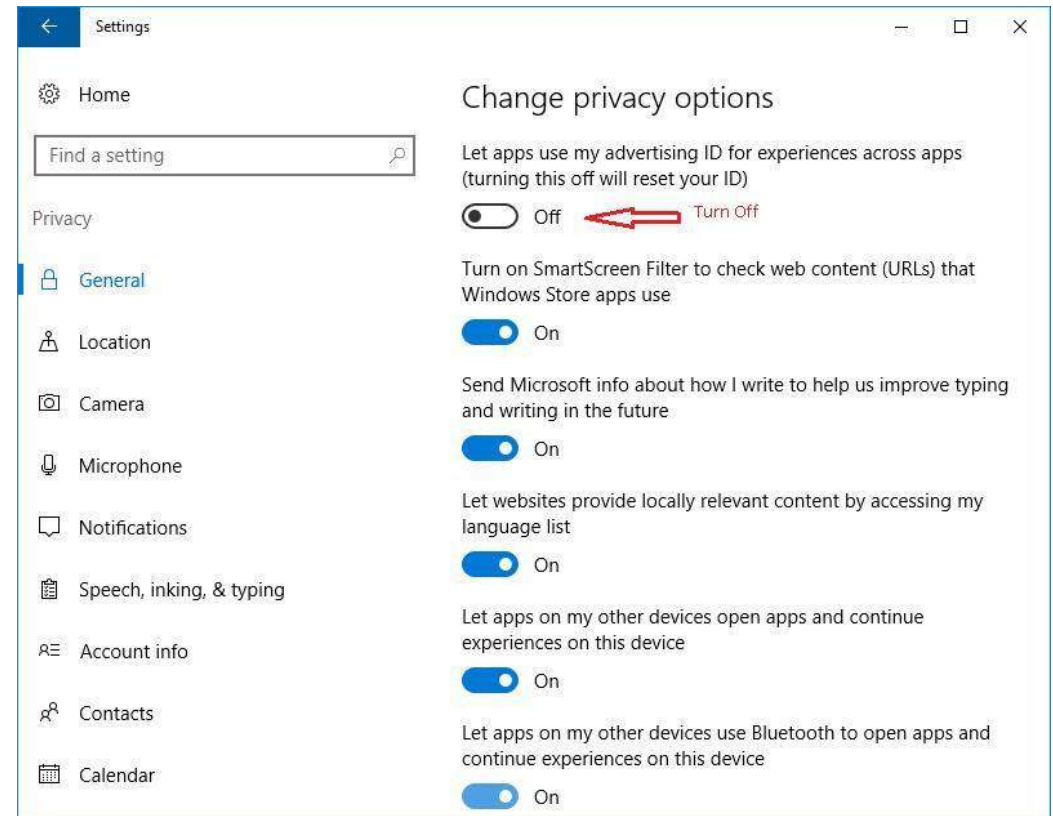 Settings
Home
Find a setting
Privacy
General
Location
Camera
Microphone
Notifications
Speech, inking, & typing
Account info
Contacts
Calendar
Change privacy options
Let apps use my advertising ID for experiences across apps
(turning this off will reset your ID)
Off
Turn Off
Turn on SmartScreen Filter to check web content (URLs) that
Windows Store apps use
On
Send Microsoft info about how I write to help us improve typing
and writing in the future
On
Let websites provide locally relevant content by accessing my
language list
On
Let apps on my other devices open apps and continue
experiences on this device
On
Let apps on my other devices use Bluetooth to open apps and
continue experiences on this device
On